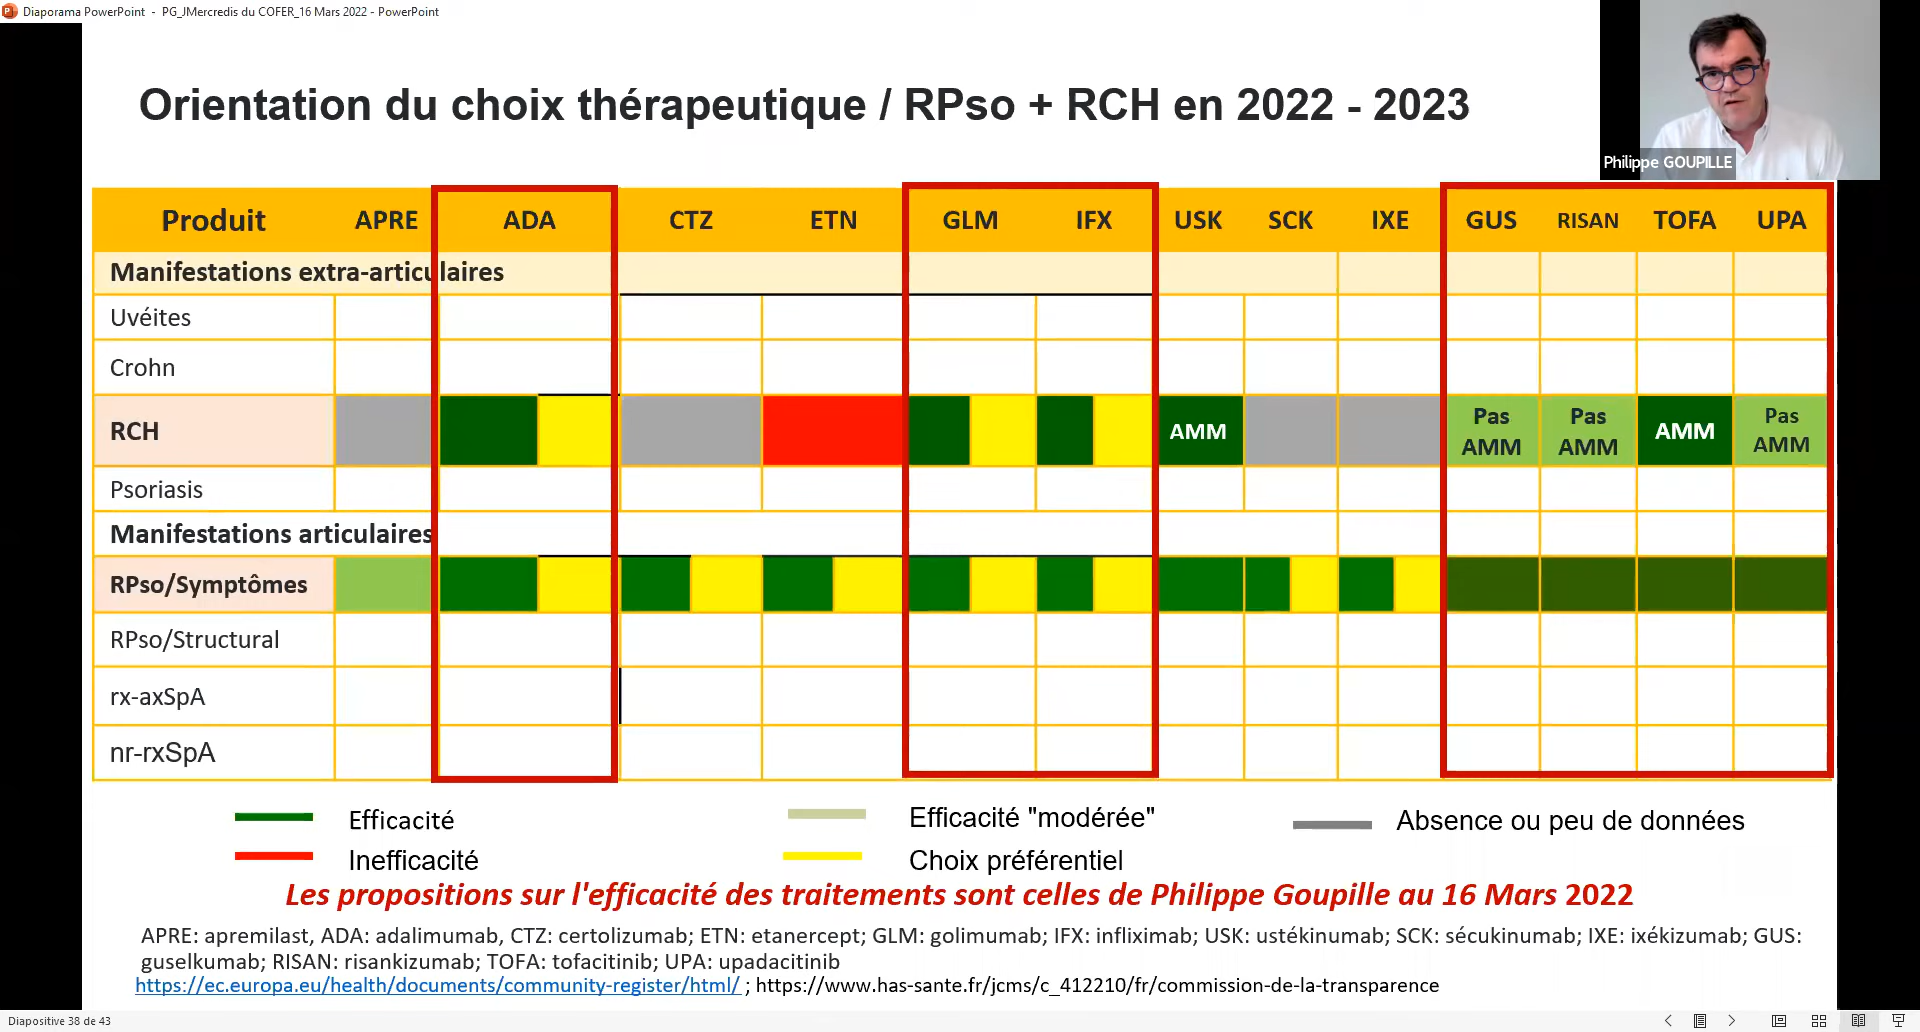 Diaporama PowerPoint - PG_JMercredis du COFER_16 Mars 2022 - PowerPoint
Orientation du choix thérapeutique / RPso + RCH en 2022 - 2023
Philippe GOUPILLE
Produit APRE ADA CTZ ETN GLM IFX USK SCK IXE GUS RISAN TOFA UPA
Manifestations extra-articulaires
Uvéites
Crohn
RCH AMM Pas AMM Pas AMM AMM Pas AMM
Psoriasis
Manifestations articulaires
RPso/Symptômes
RPso/Structural
rx-axSpA
nr-rxSpA
Efficacité Efficacité "modérée" Absence ou peu de données
Inefficacité Choix préférentiel
Les propositions sur l'efficacité des traitements sont celles de Philippe Goupille au 16 Mars 2022
APRE: apremilast, ADA: adalimumab, CTZ: certolizumab; ETN: etanercept; GLM: golimumab; IFX: infliximab; USK: ustékinumab; SCK: sécukinumab; IXE: ixékizumab; GUS:
guselkumab; RISAN: risankizumab; TOFA: tofacitinib; UPA: upadacitinib
https://ec.europa.eu/health/documents/community-register/html/ ; https://www.has-sante.fr/jcms/c_412210/fr/commission-de-la-transparence
Diapositive 38 de 43